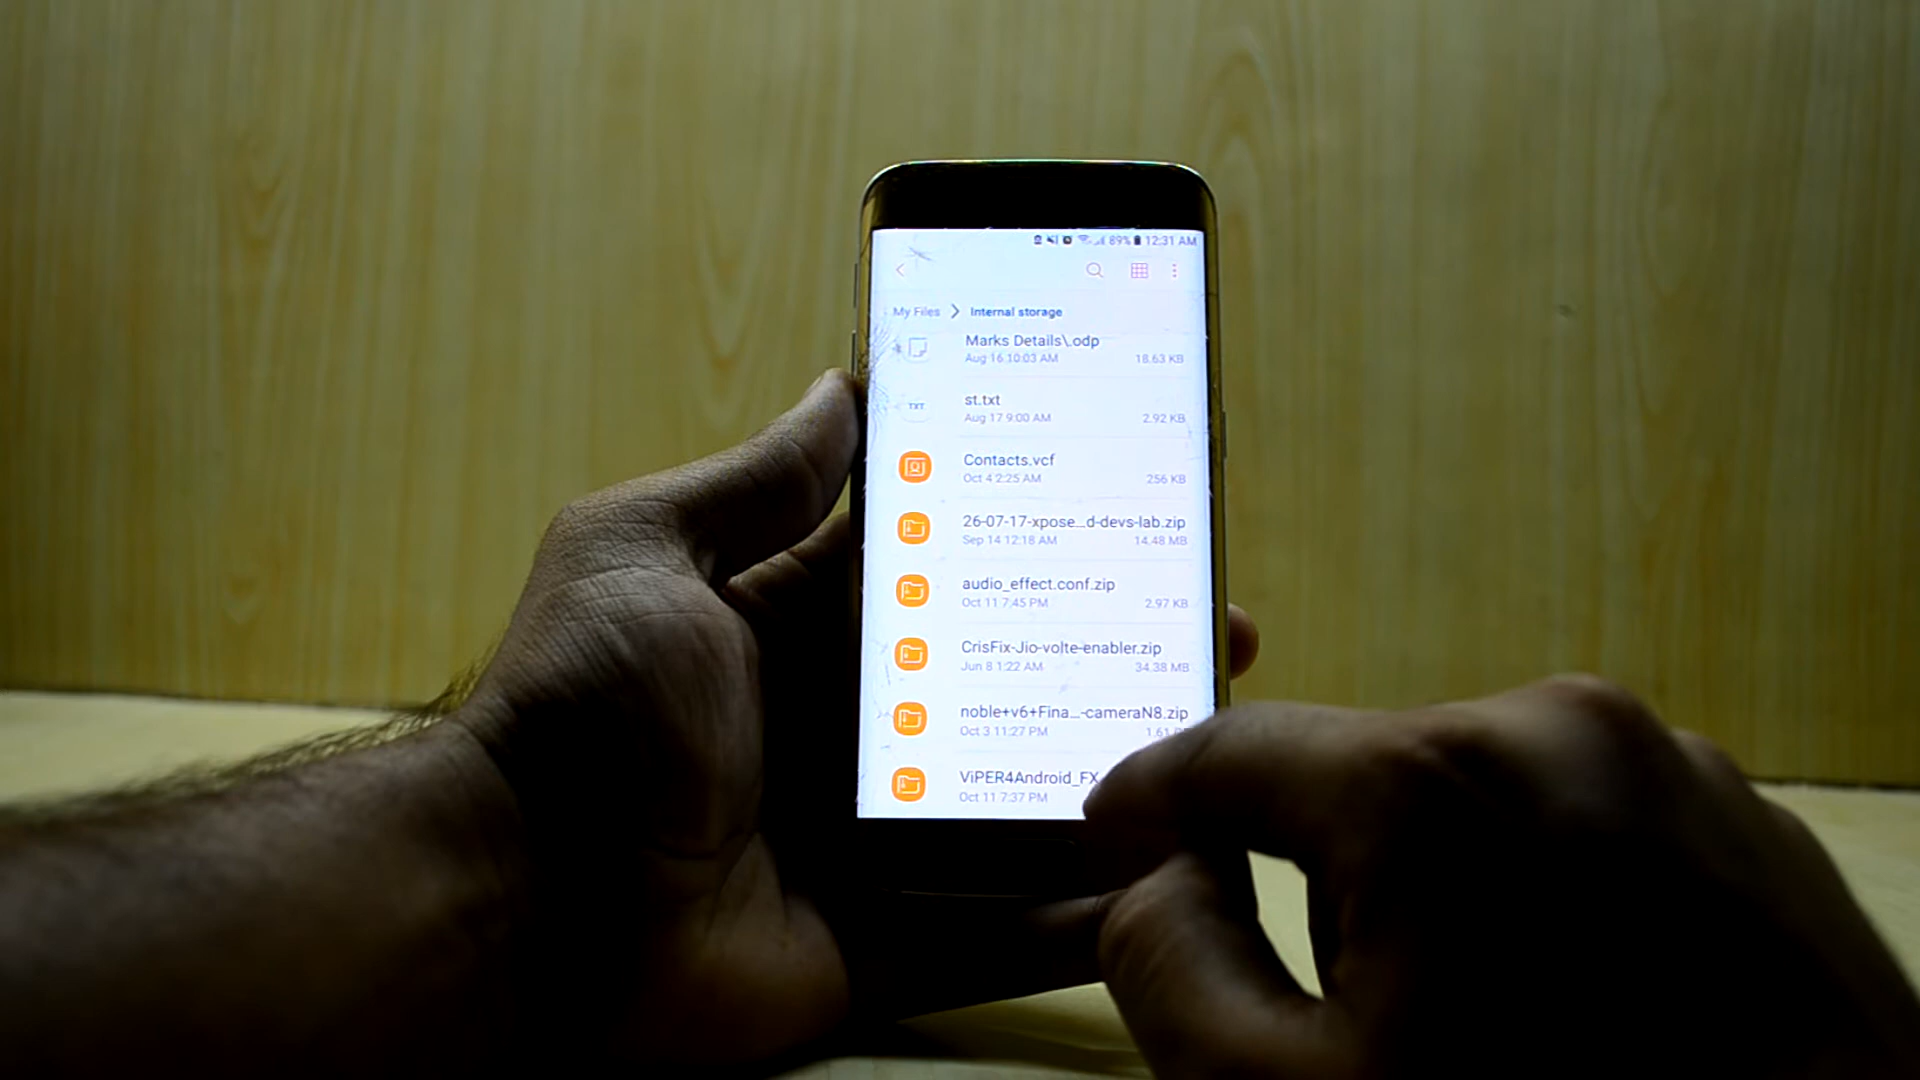 89% 12:31 AM
My Files > Internal storage
Marks Details\.odp
Aug 16 10:03 AM 18.63 KB
TXT
st.txt
Aug 17 9:00 AM 2.92 KB
Contacts.vcf
Oct 4 2:25 AM 256 KB
26-07-17-xpose...d-devs-lab.zip
Sep 14 12:18 AM 14.48 MB
audio_effect.conf.zip
Oct 11 7:45 PM 2.97 KB
CrisFix-Jio-volte-enabler.zip
Jun 8 1:22 AM 34.38 MB
noble+v6+Fina...-cameraN8.zip
Oct 3 11:27 PM 1.61
ViPER4Android_FX
Oct 11 7:37 PM